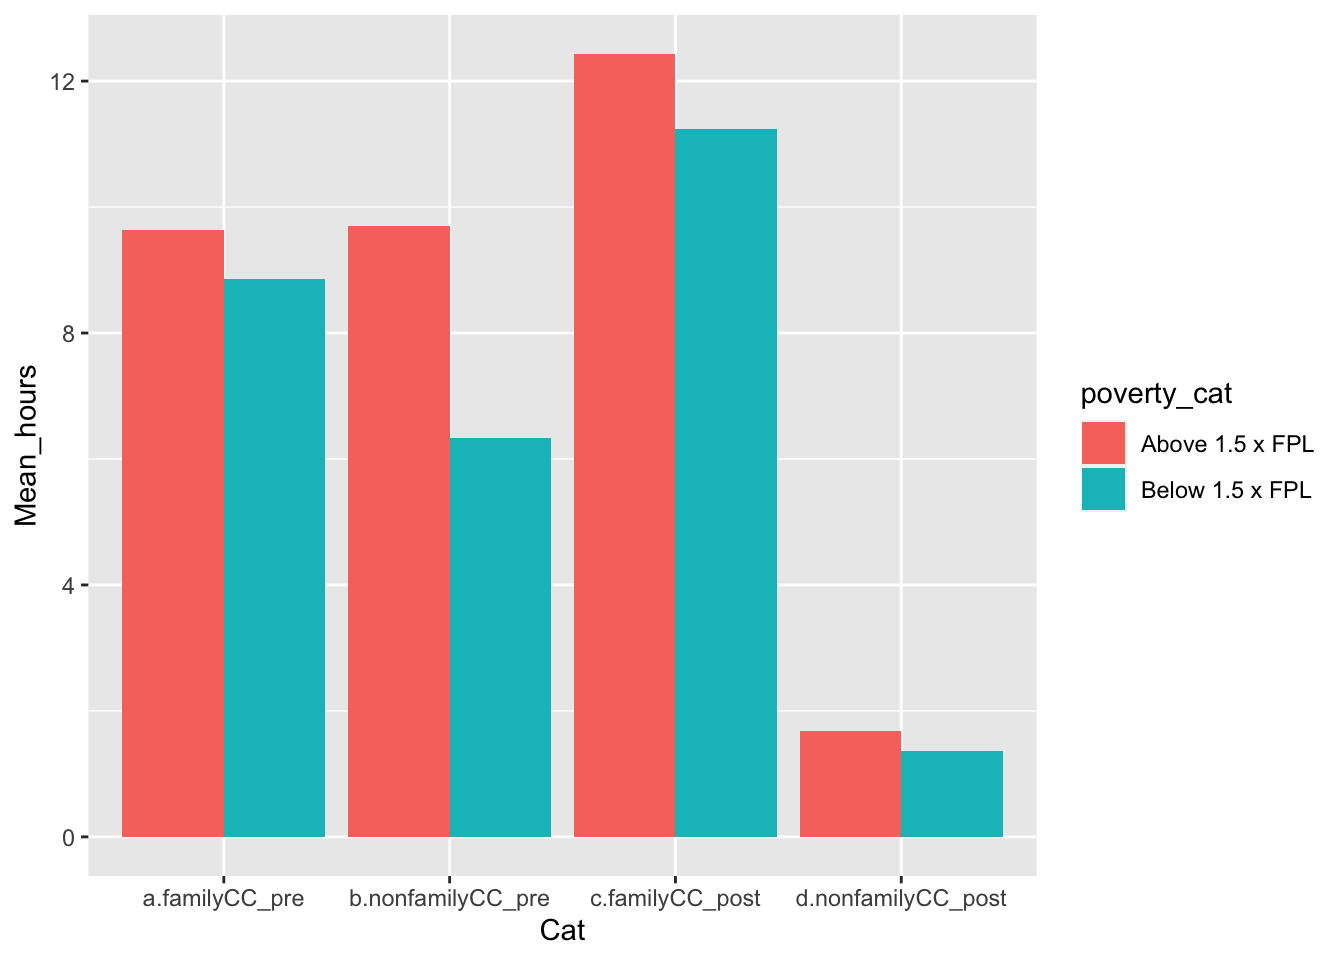 12
8
4
0
Mean_hours
a.familyCC_pre
b.nonfamilyCC_pre
c.familyCC_post
d.nonfamilyCC_post
Cat
poverty_cat
Above 1.5 x FPL
Below 1.5 x FPL